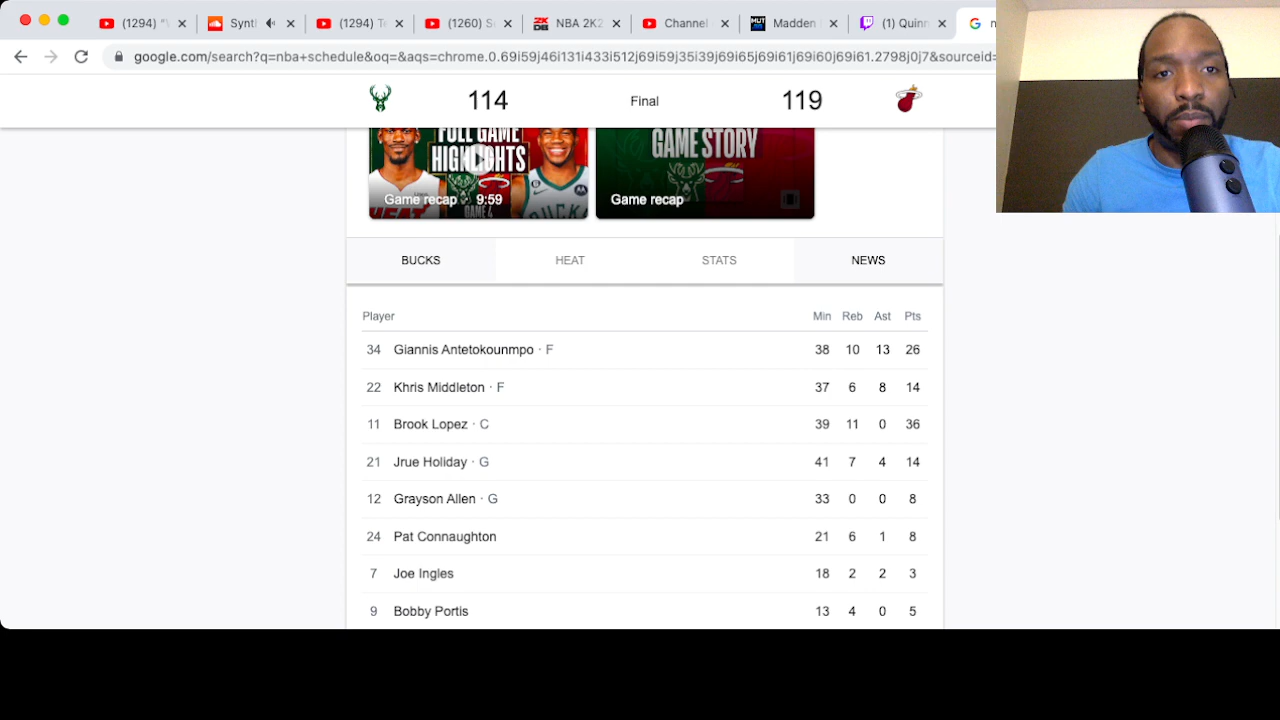 (1294) "\ Synt (1294) Te (1260) S NBA 2K2 Channel Madden (1) Quinn n
google.com/search?q=nba+schedule&oq=&aqs=chrome.0.69i59j46i131i433i512j69i59j35i39j69i65j69i61j69i60j69i61.2798j0j7&sourceid=
114 Final 119
FULL GAME
HIGHLIGHTS
GAME 4
Game recap 9:59
HEAT
BUCK
GAME STORY
Game recap
BUCKS HEAT STATS NEWS
Player Min Reb Ast Pts
34 Giannis Antetokounmpo · F 38 10 13 26
22 Khris Middleton · F 37 6 8 14
11 Brook Lopez · C 39 11 0 36
21 Jrue Holiday · G 41 7 4 14
12 Grayson Allen · G 33 0 0 8
24 Pat Connaughton 21 6 1 8
7 Joe Ingles 18 2 2 3
9 Bobby Portis 13 4 0 5